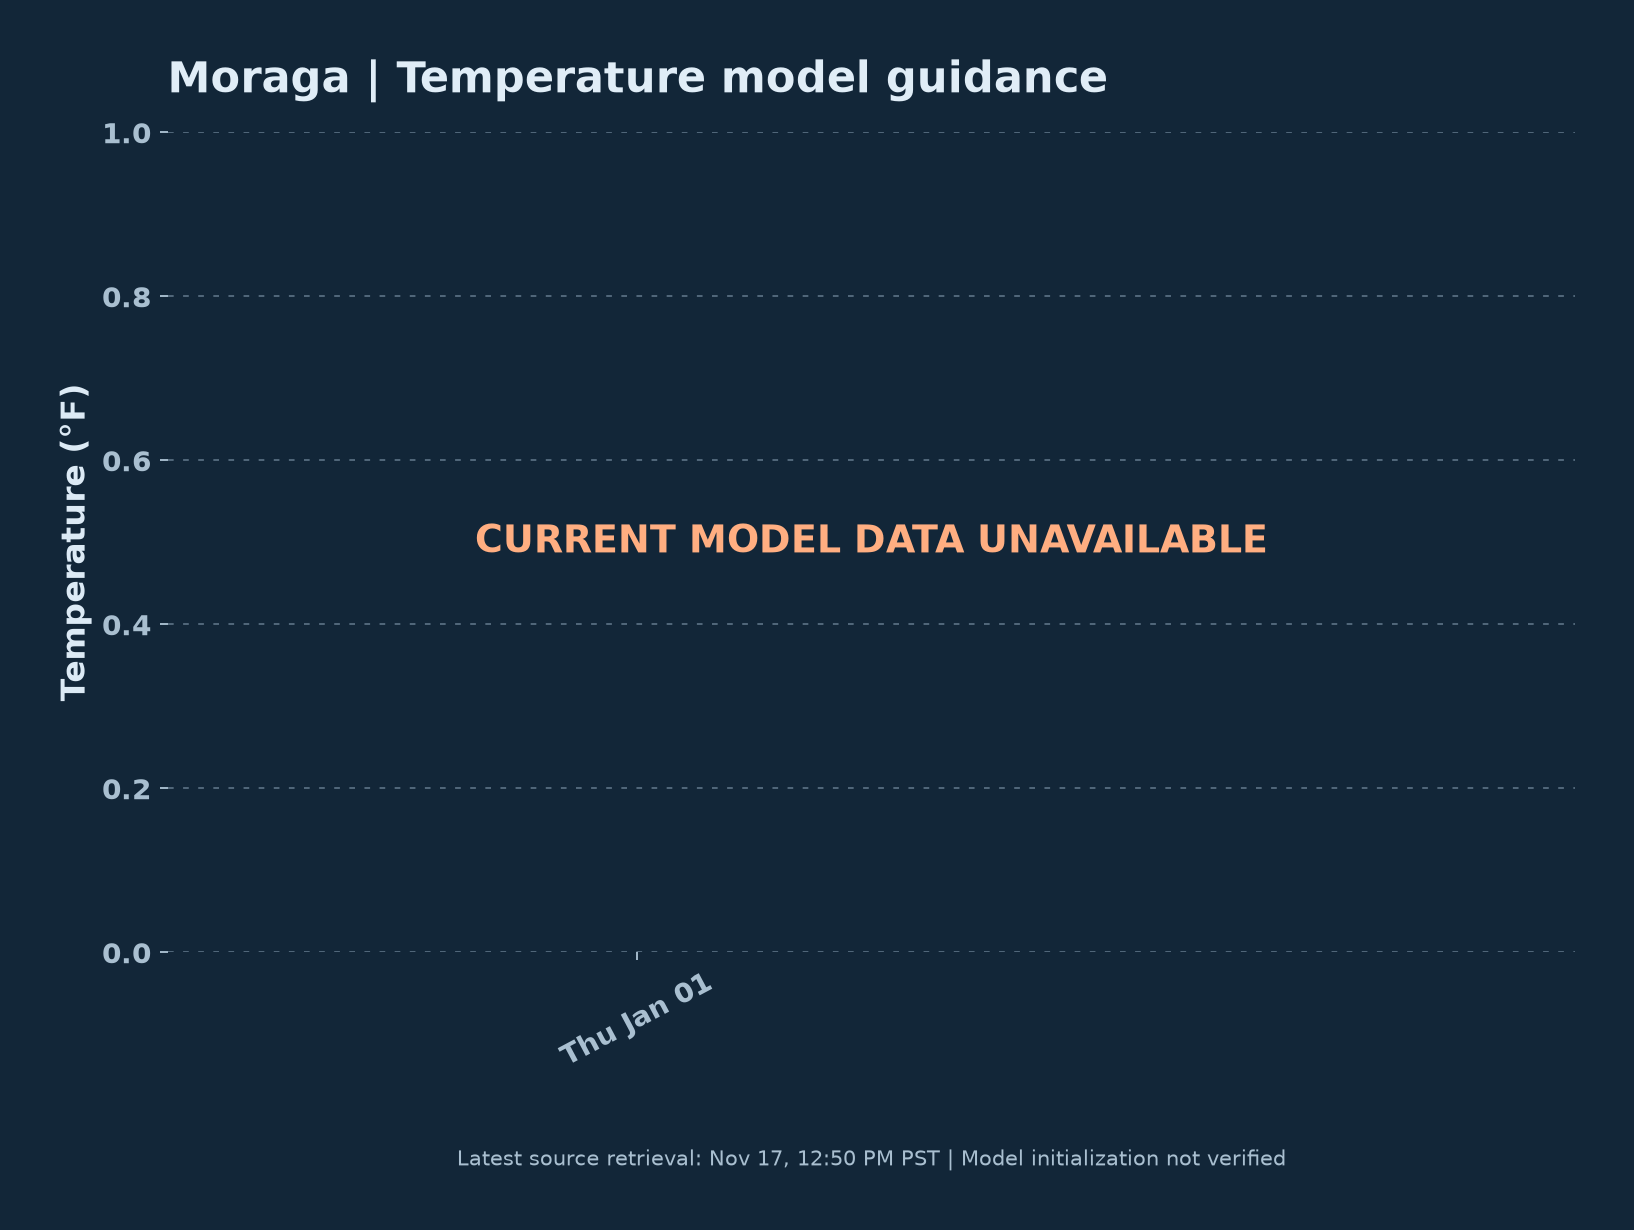 Moraga | Temperature model guidance
1.0
0.8
0.6
0.4
0.2
0.0
Temperature (°F)
CURRENT MODEL DATA UNAVAILABLE
Thu Jan 01
Latest source retrieval: Nov 17, 12:50 PM PST | Model initialization not verified